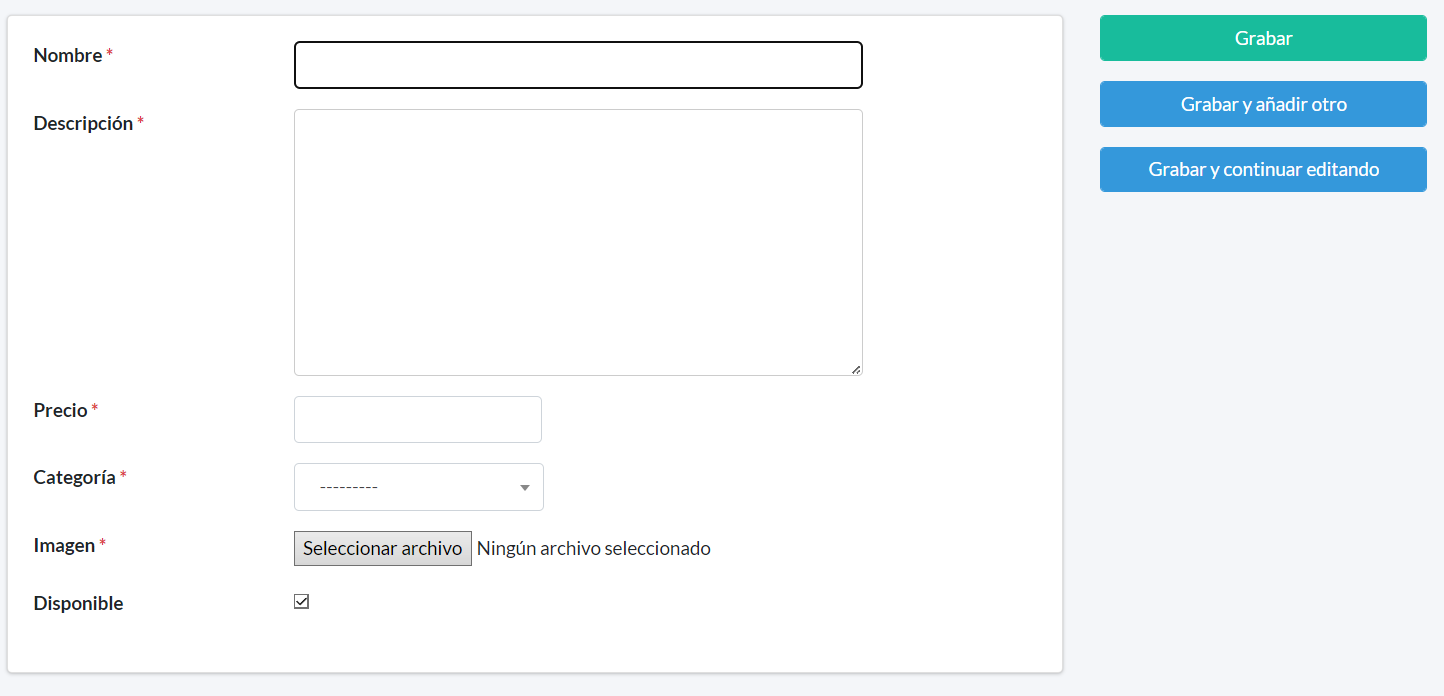 Nombre *
Descripción *
Precio *
Categoría *
---------
Imagen *
Seleccionar archivo Ningún archivo seleccionado
Disponible
Grabar
Grabar y añadir otro
Grabar y continuar editando